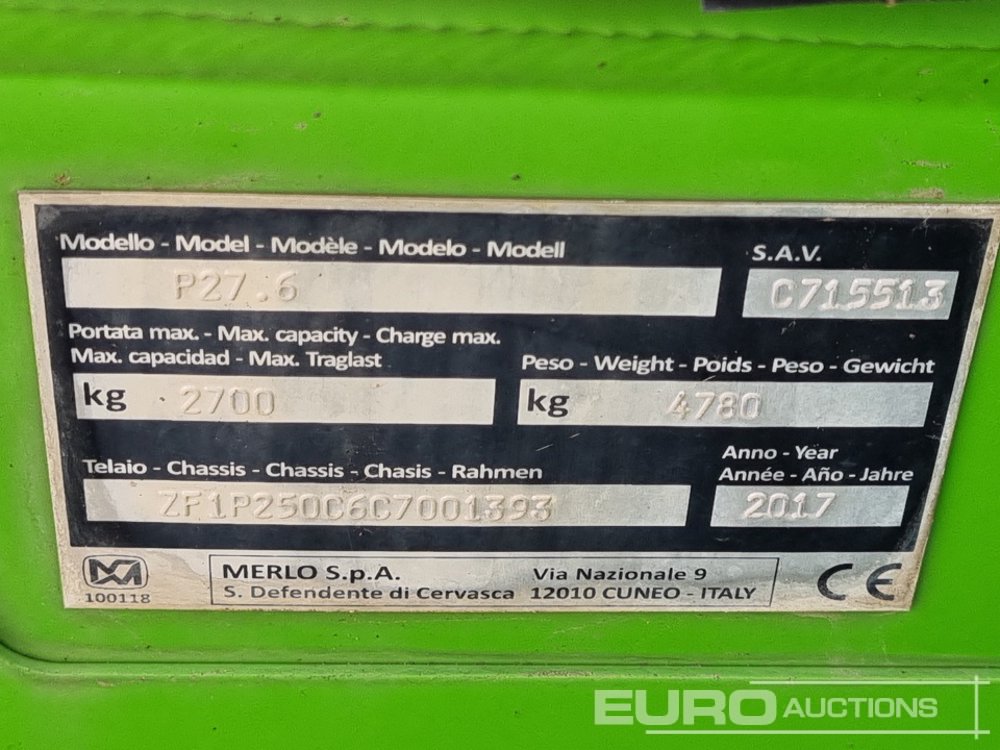 Modello - Model - Modèle - Modelo - Modell
P27.6
S.A.V.
C715513
Portata max. - Max. capacity - Charge max.
Max. capacidad - Max. Traglast
kg 2700
Peso - Weight - Poids - Peso - Gewicht
kg 4780
Telaio - Chassis - Chassis - Chasis - Rahmen
ZF1P250C6C7001393
Anno - Year
Année - Año - Jahre
2017
100118
MERLO S.p.A.
S. Defendente di Cervasca
Via Nazionale 9
12010 CUNEO - ITALY
CE
EURO AUCTIONS